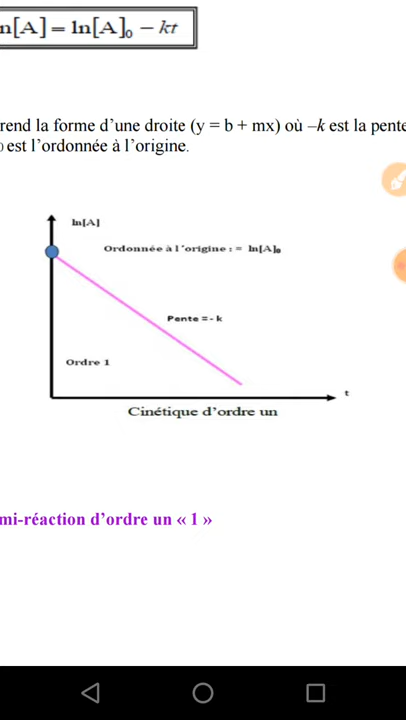 n[A] = ln[A]₀ − kt
rend la forme d’une droite (y = b + mx) où –k est la pente
est l’ordonnée à l’origine.
ln[A]
Ordonnée à l’origine : = ln[A]₀
Pente = - k
Ordre 1
t
Cinétique d’ordre un
mi-réaction d’ordre un « 1 »